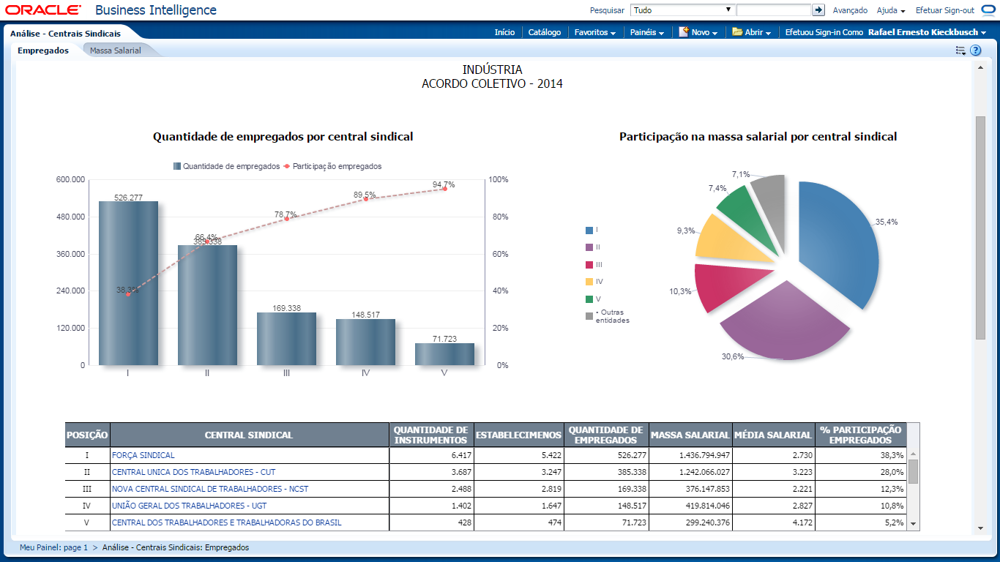 ORACLE Business Intelligence
Pesquisar Tudo Avançado Ajuda Efetuar Sign-out
Análise - Centrais Sindicais
Início Catálogo Favoritos Painéis Novo Abrir Efetuou Sign-in Como Rafael Ernesto Kieckbusch
Empregados Massa Salarial
INDÚSTRIA
ACORDO COLETIVO - 2014
Quantidade de empregados por central sindical
Quantidade de empregados Participação empregados
600.000
480.000
360.000
240.000
120.000
0
526.277
385.338
169.338
148.517
71.723
38,3%
66,4%
78,7%
89,5%
94,7%
100%
80%
60%
40%
20%
0%
I II III IV V
Participação na massa salarial por central sindical
I
II
III
IV
V
• Outras
entidades
7,1%
7,4%
9,3%
10,3%
30,6%
35,4%
POSIÇÃO CENTRAL SINDICAL QUANTIDADE DE INSTRUMENTOS ESTABELECIMENOS QUANTIDADE DE EMPREGADOS MASSA SALARIAL MÉDIA SALARIAL % PARTICIPAÇÃO EMPREGADOS
I FORÇA SINDICAL 6.417 5.422 526.277 1.436.794.947 2.730 38,3%
II CENTRAL UNICA DOS TRABALHADORES - CUT 3.687 3.247 385.338 1.242.066.027 3.223 28,0%
III NOVA CENTRAL SINDICAL DE TRABALHADORES - NCST 2.488 2.819 169.338 376.147.853 2.221 12,3%
IV UNIÃO GERAL DOS TRABALHADORES - UGT 1.402 1.647 148.517 419.814.046 2.827 10,8%
V CENTRAL DOS TRABALHADORES E TRABALHADORAS DO BRASIL 428 474 71.723 299.240.376 4.172 5,2%
Meu Painel: page 1 > Análise - Centrais Sindicais: Empregados